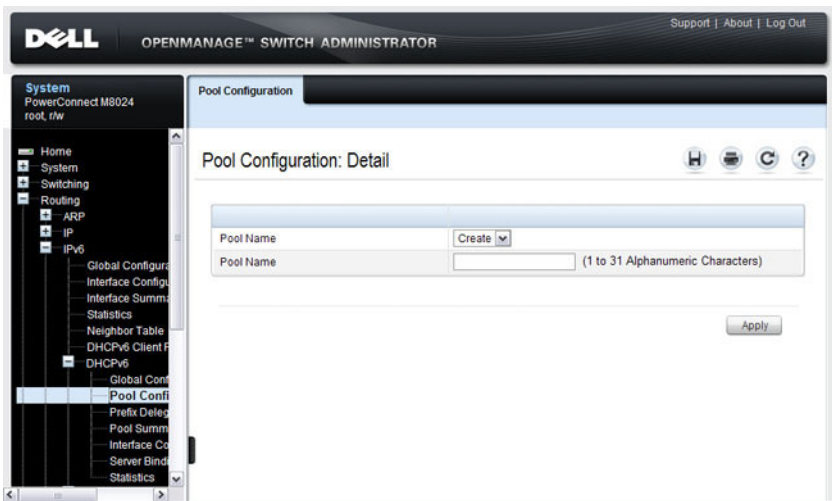 Support | About | Log Out
DELL
OPENMANAGE™ SWITCH ADMINISTRATOR
System
PowerConnect M8024
root, r/w
Pool Configuration
Home
System
Switching
Routing
ARP
IP
IPv6
Global Configura
Interface Configu
Interface Summa
Statistics
Neighbor Table
DHCPv6 Client F
DHCPv6
Global Conf
Pool Confi
Prefix Deleg
Pool Summ
Interface Co
Server Bindi
Statistics
Pool Configuration: Detail
Pool Name
Create
Pool Name
(1 to 31 Alphanumeric Characters)
Apply